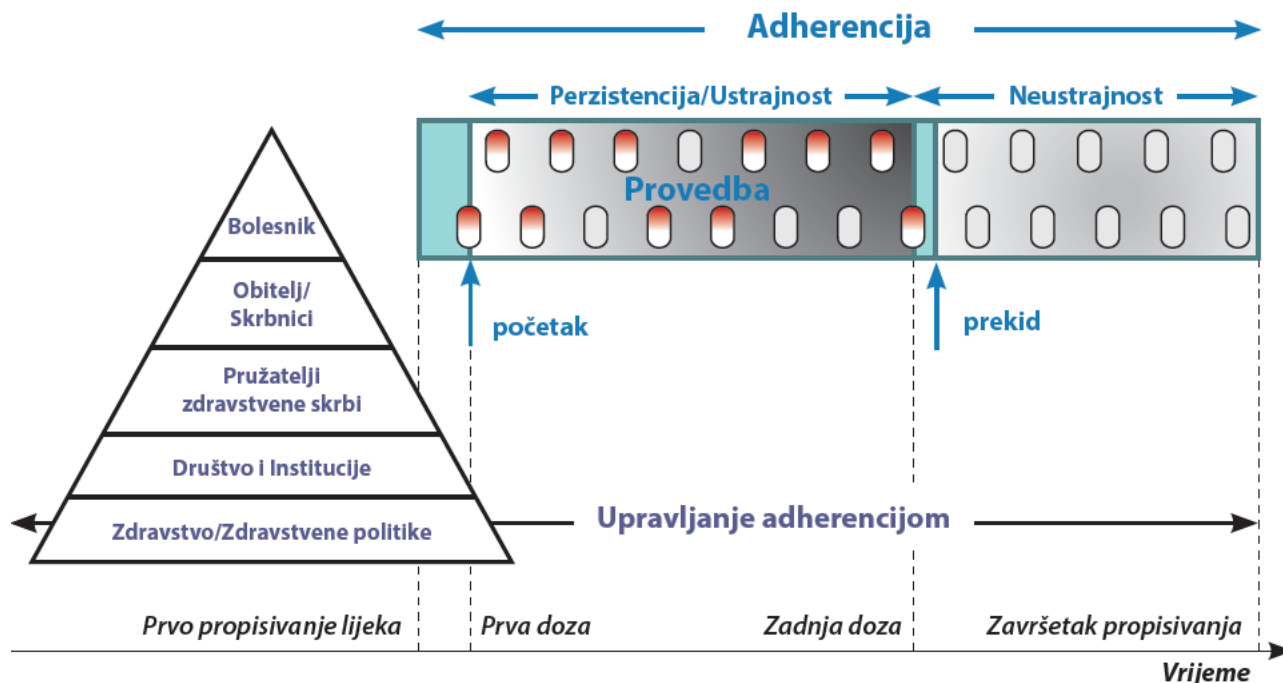 Adherencija
Perzistencija/Ustrajnost
Neustrajnost
Provedba
početak
prekid
Bolesnik
Obitelj/
Skrbnici
Pružatelji
zdravstvene skrbi
Društvo i Institucije
Zdravstvo/Zdravstvene politike
Upravljanje adherencijom
Prvo propisivanje lijeka
Prva doza
Zadnja doza
Završetak propisivanja
Vrijeme